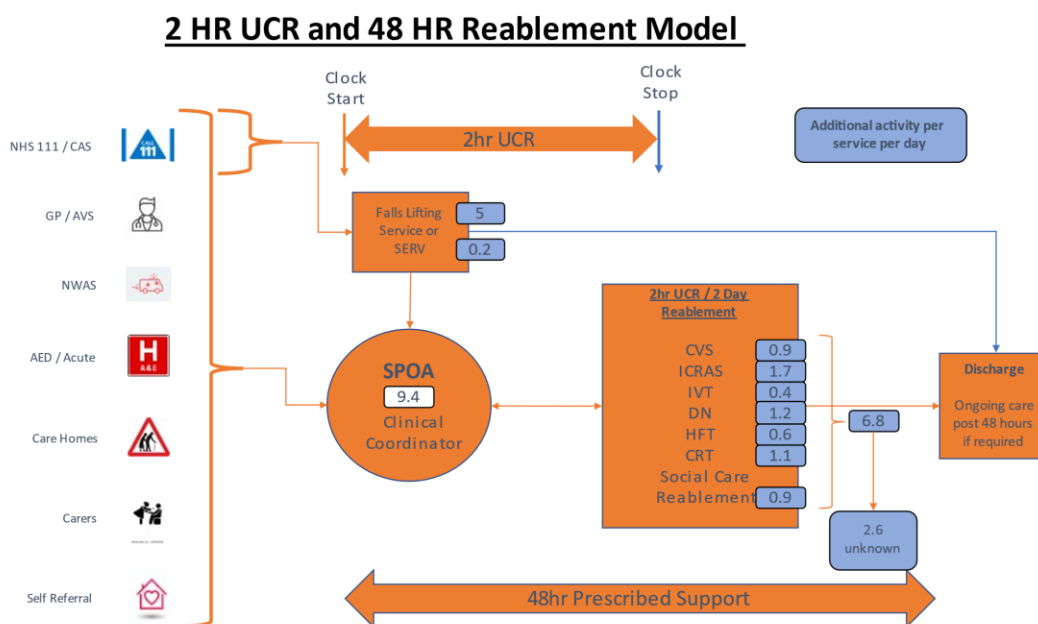 2 HR UCR and 48 HR Reablement Model
Clock
Start
Clock
Stop
2hr UCR
Additional activity per
service per day
NHS 111 / CAS
CALL
111
GP / AVS
NWAS
AED / Acute
H
A&E
Care Homes
Carers
Self Referral
Falls Lifting
Service or
SERV
5
0.2
SPOA
9.4
Clinical
Coordinator
2hr UCR / 2 Day
Reablement
CVS 0.9
ICRAS 1.7
IVT 0.4
DN 1.2
HFT 0.6
CRT 1.1
Social Care
Reablement 0.9
6.8
2.6
unknown
Discharge
Ongoing care
post 48 hours
if required
48hr Prescribed Support